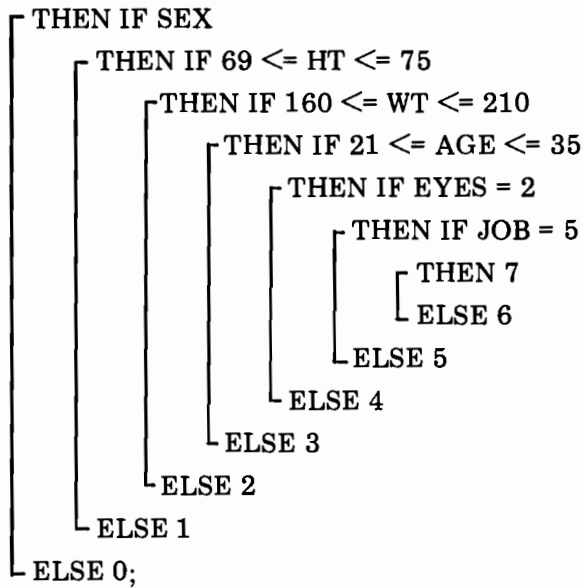 THEN IF SEX
THEN IF 69 <= HT <= 75
THEN IF 160 <= WT <= 210
THEN IF 21 <= AGE <= 35
THEN IF EYES = 2
THEN IF JOB = 5
THEN 7
ELSE 6
ELSE 5
ELSE 4
ELSE 3
ELSE 2
ELSE 1
ELSE 0;